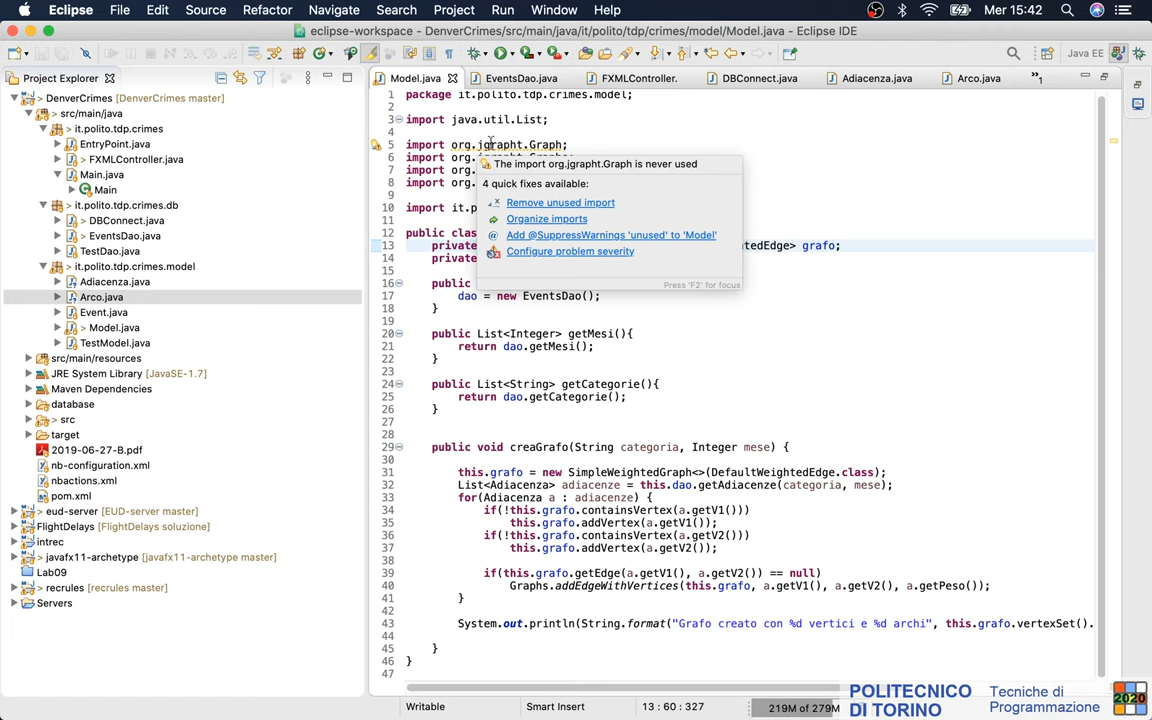 Eclipse File Edit Source Refactor Navigate Search Project Run Window Help Mer 15:42
eclipse-workspace - DenverCrimes/src/main/java/it/polito/tdp/crimes/model/Model.java - Eclipse IDE
Java EE
Project Explorer
Model.java EventsDao.java FXMLController. DBConnect.java Adiacenza.java Arco.java »1
> DenverCrimes [DenverCrimes master]
> src/main/java
> it.polito.tdp.crimes
EntryPoint.java
> FXMLController.java
Main.java
Main
> it.polito.tdp.crimes.db
DBConnect.java
> EventsDao.java
TestDao.java
> it.polito.tdp.crimes.model
Adiacenza.java
Arco.java
Event.java
> Model.java
TestModel.java
src/main/resources
JRE System Library [JavaSE-1.7]
Maven Dependencies
database
> src
target
2019-06-27-B.pdf
nb-configuration.xml
nbactions.xml
pom.xml
> eud-server [EUD-server master]
FlightDelays [FlightDelays soluzione]
intrec
> javafx11-archetype [javafx11-archetype master]
Lab09
> recrules [recrules master]
Servers
1 package it.polito.tdp.crimes.model;
2
3 import java.util.List;
4
5 import org.jgrapht.Graph;
6 import org.jgrapht.Graphs;
7 import org.
8 import org.
9
10 import it.p
11
12 public class
13 private tedEdge> grafo;
14 private
15
16 public
17 dao = new EventsDao();
18 }
19
20 public List<Integer> getMesi(){
21 return dao.getMesi();
22 }
23
24 public List<String> getCategorie(){
25 return dao.getCategorie();
26 }
27
28
29 public void creaGrafo(String categoria, Integer mese) {
30
31 this.grafo = new SimpleWeightedGraph<>(DefaultWeightedEdge.class);
32 List<Adiacenza> adiacenze = this.dao.getAdiacenze(categoria, mese);
33 for(Adiacenza a : adiacenze) {
34 if(!this.grafo.containsVertex(a.getV1()))
35 this.grafo.addVertex(a.getV1());
36 if(!this.grafo.containsVertex(a.getV2()))
37 this.grafo.addVertex(a.getV2());
38
39 if(this.grafo.getEdge(a.getV1(), a.getV2()) == null)
40 Graphs.addEdgeWithVertices(this.grafo, a.getV1(), a.getV2(), a.getPeso());
41 }
42
43 System.out.println(String.format("Grafo creato con %d vertici e %d archi", this.grafo.vertexSet().
44
45 }
46 }
47
The import org.jgrapht.Graph is never used
4 quick fixes available:
Remove unused import
Organize imports
Add @SuppressWarnings 'unused' to 'Model'
Configure problem severity
Press 'F2' for focus
Writable Smart Insert 13 : 60 : 327 219M of 279M
POLITECNICO
DI TORINO
Tecniche di
Programmazione
2020